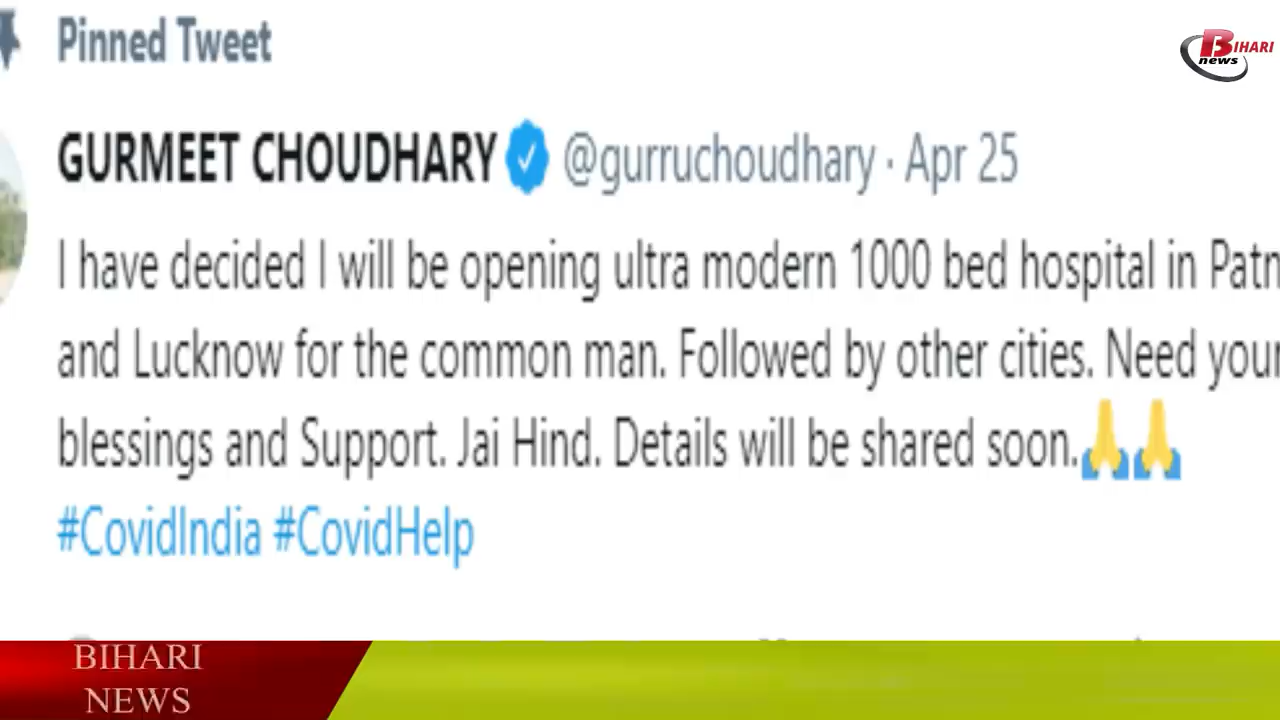 Pinned Tweet
BIHARI
news
GURMEET CHOUDHARY @gurruchoudhary · Apr 25
I have decided I will be opening ultra modern 1000 bed hospital in Patn
and Lucknow for the common man. Followed by other cities. Need your
blessings and Support. Jai Hind. Details will be shared soon.🙏🙏
#CovidIndia #CovidHelp
BIHARI
NEWS